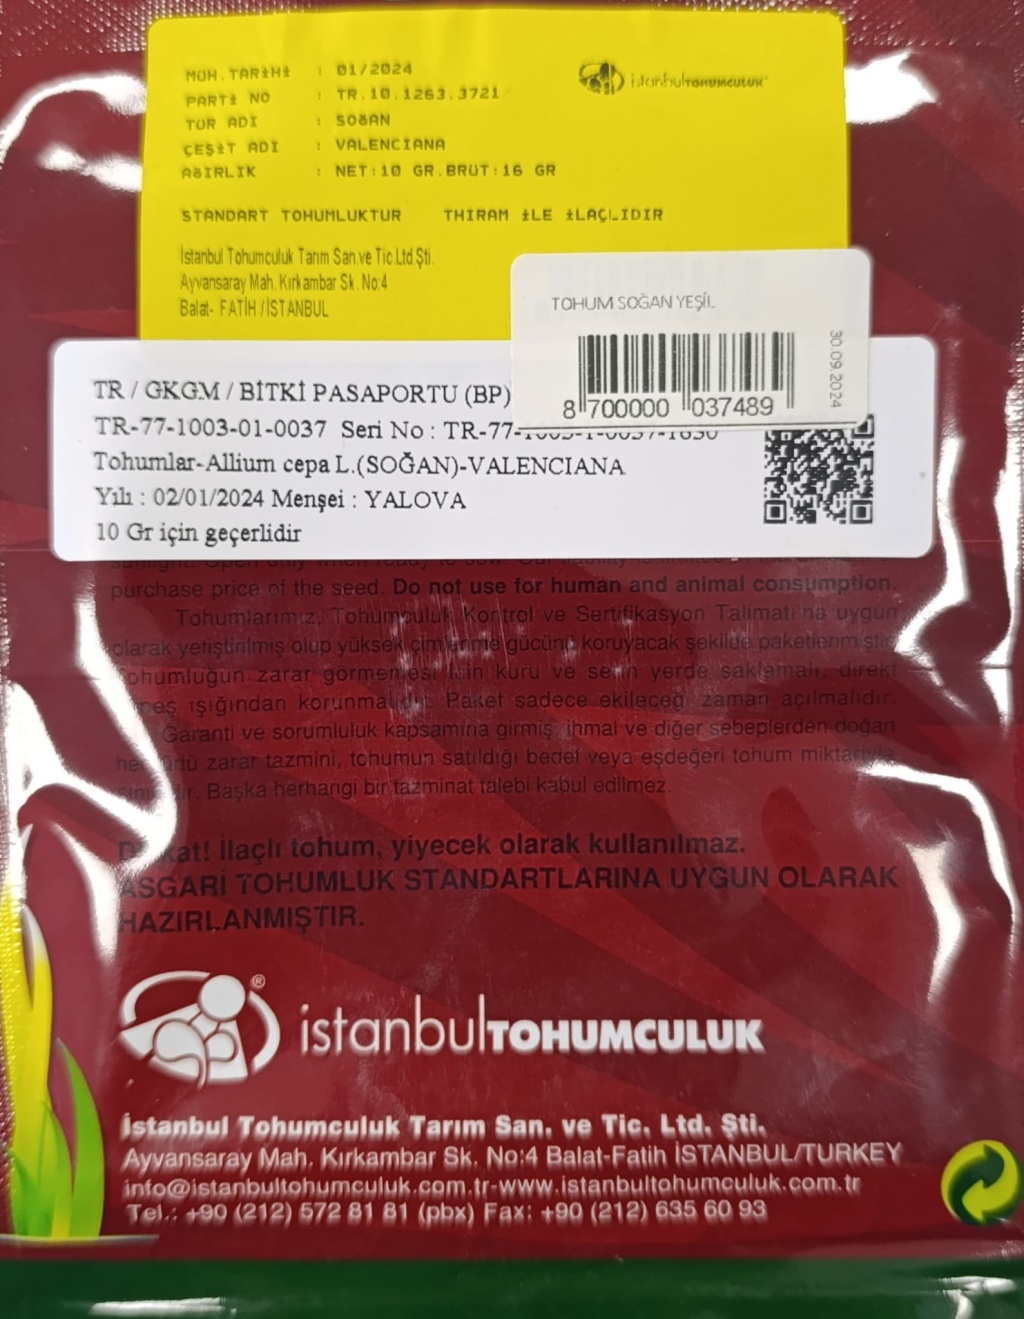 MÜH.TARİHİ : 01/2024
PARTİ NO : TR.10.1263.3721
TÜR ADI : SOĞAN
ÇEŞİT ADI : VALENCIANA
AĞIRLIK : NET:10 GR.BRÜT:16 GR
istanbulTOHUMCULUK
STANDART TOHUMLUKTUR THIRAM İLE İLAÇLIDIR
İstanbul Tohumculuk Tarım San.ve Tic.Ltd.Şti.
Ayvansaray Mah. Kırkambar Sk. No:4
Balat- FATİH /İSTANBUL
TOHUM SOĞAN YEŞİL
8 700000 037489
30.09.2024
TR / GKGM / BİTKİ PASAPORTU (BP)
TR-77-1003-01-0037 Seri No : TR-77-1003-1-0037-1630
Tohumlar-Allium cepa L.(SOĞAN)-VALENCIANA
Yılı : 02/01/2024 Menşei : YALOVA
10 Gr için geçerlidir
purchase price of the seed. Do not use for human and animal consumption.
Tohumlarımız, Tohumculuk Kontrol ve Sertifikasyon Talimatı'na uygun
olarak yetiştirilmiş olup yüksek çimlenme gücünü koruyacak şekilde paketlenmiştir.
Tohumluğun zarar görmemesi için kuru ve serin yerde saklamalı, direkt
güneş ışığından korunmalıdır. Paket sadece ekileceği zaman açılmalıdır.
Garanti ve sorumluluk kapsamına girmiş, ihmal ve diğer sebeplerden doğan
her türlü zarar tazmini, tohumun satıldığı bedel veya eşdeğeri tohum miktarıyla
sınırlıdır. Başka herhangi bir tazminat talebi kabul edilmez.
Dikkat! İlaçlı tohum, yiyecek olarak kullanılmaz.
ASGARİ TOHUMLUK STANDARTLARINA UYGUN OLARAK
HAZIRLANMIŞTIR.
®
istanbulTOHUMCULUK
İstanbul Tohumculuk Tarım San. ve Tic. Ltd. Şti.
Ayvansaray Mah. Kırkambar Sk. No:4 Balat-Fatih İSTANBUL/TURKEY
info@istanbultohumculuk.com.tr-www.istanbultohumculuk.com.tr
Tel.: +90 (212) 572 81 81 (pbx) Fax: +90 (212) 635 60 93